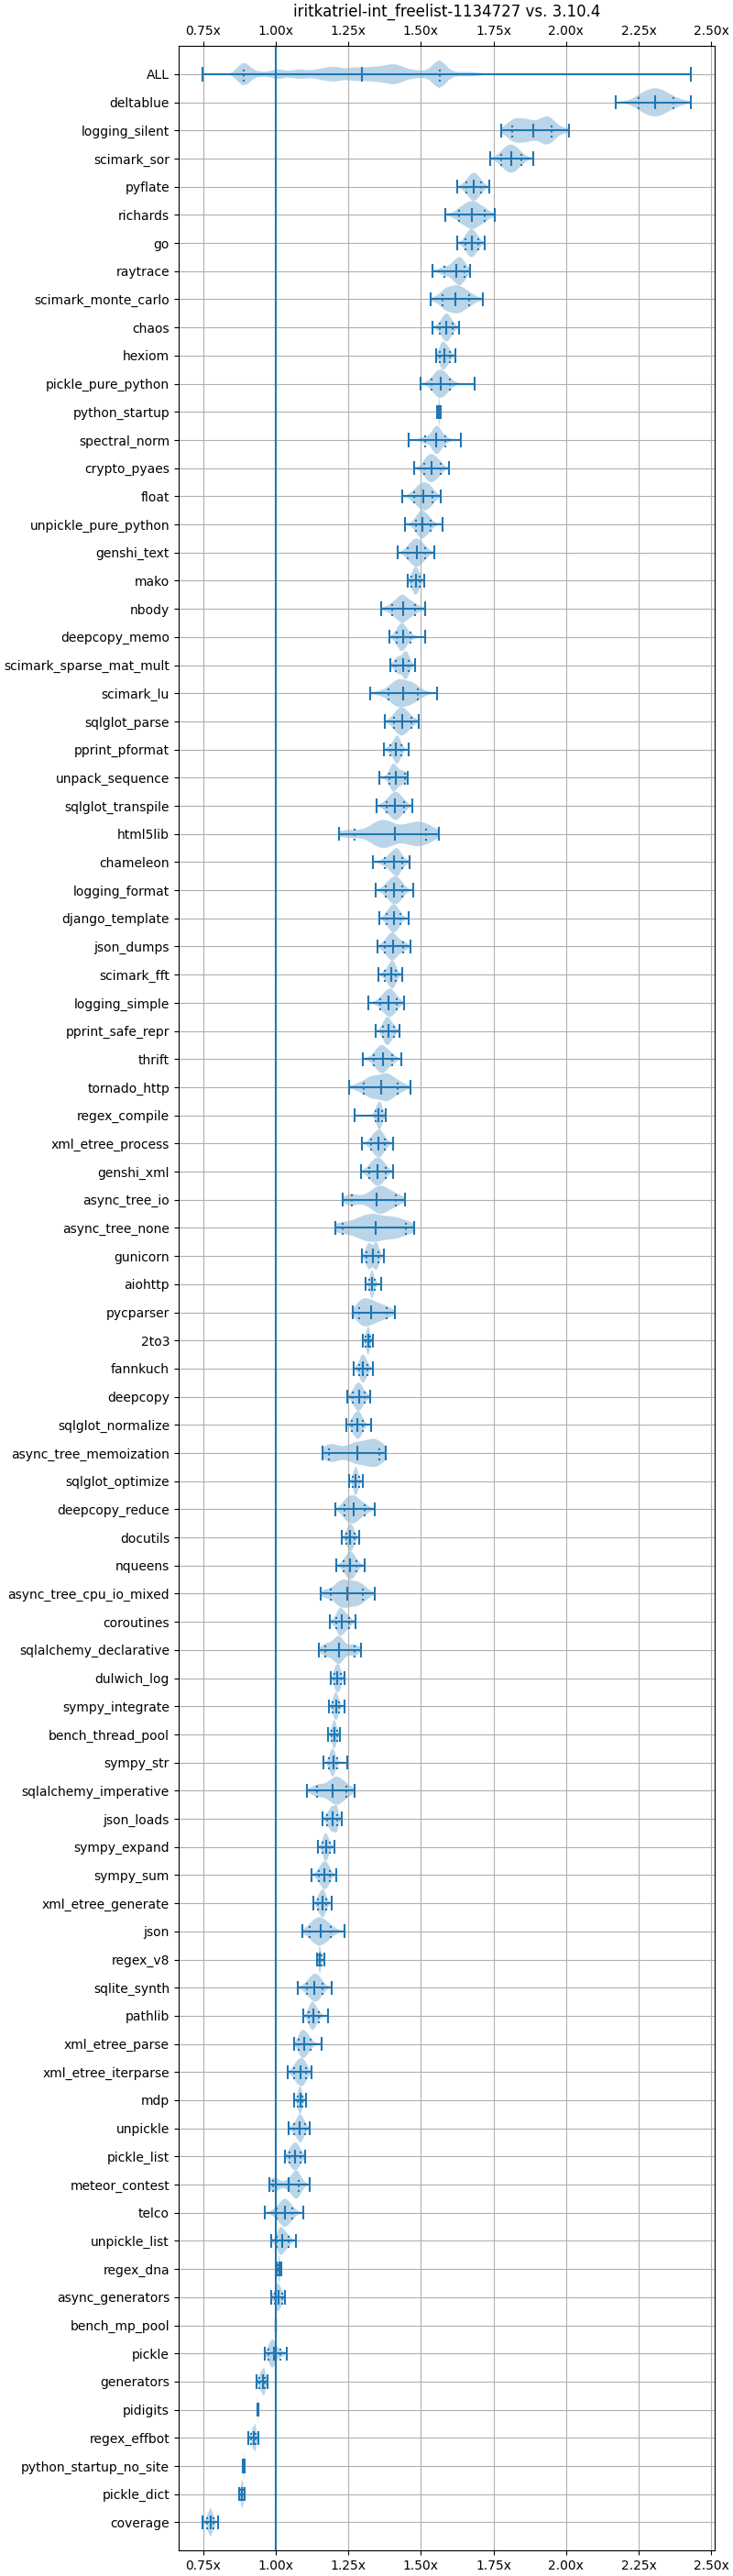 iritkatriel-int_freelist-1134727 vs. 3.10.4
0.75x 1.00x 1.25x 1.50x 1.75x 2.00x 2.25x 2.50x
ALL
deltablue
logging_silent
scimark_sor
pyflate
richards
go
raytrace
scimark_monte_carlo
chaos
hexiom
pickle_pure_python
python_startup
spectral_norm
crypto_pyaes
float
unpickle_pure_python
genshi_text
mako
nbody
deepcopy_memo
scimark_sparse_mat_mult
scimark_lu
sqlglot_parse
pprint_pformat
unpack_sequence
sqlglot_transpile
html5lib
chameleon
logging_format
django_template
json_dumps
scimark_fft
logging_simple
pprint_safe_repr
thrift
tornado_http
regex_compile
xml_etree_process
genshi_xml
async_tree_io
async_tree_none
gunicorn
aiohttp
pycparser
2to3
fannkuch
deepcopy
sqlglot_normalize
async_tree_memoization
sqlglot_optimize
deepcopy_reduce
docutils
nqueens
async_tree_cpu_io_mixed
coroutines
sqlalchemy_declarative
dulwich_log
sympy_integrate
bench_thread_pool
sympy_str
sqlalchemy_imperative
json_loads
sympy_expand
sympy_sum
xml_etree_generate
json
regex_v8
sqlite_synth
pathlib
xml_etree_parse
xml_etree_iterparse
mdp
unpickle
pickle_list
meteor_contest
telco
unpickle_list
regex_dna
async_generators
bench_mp_pool
pickle
generators
pidigits
regex_effbot
python_startup_no_site
pickle_dict
coverage
0.75x 1.00x 1.25x 1.50x 1.75x 2.00x 2.25x 2.50x